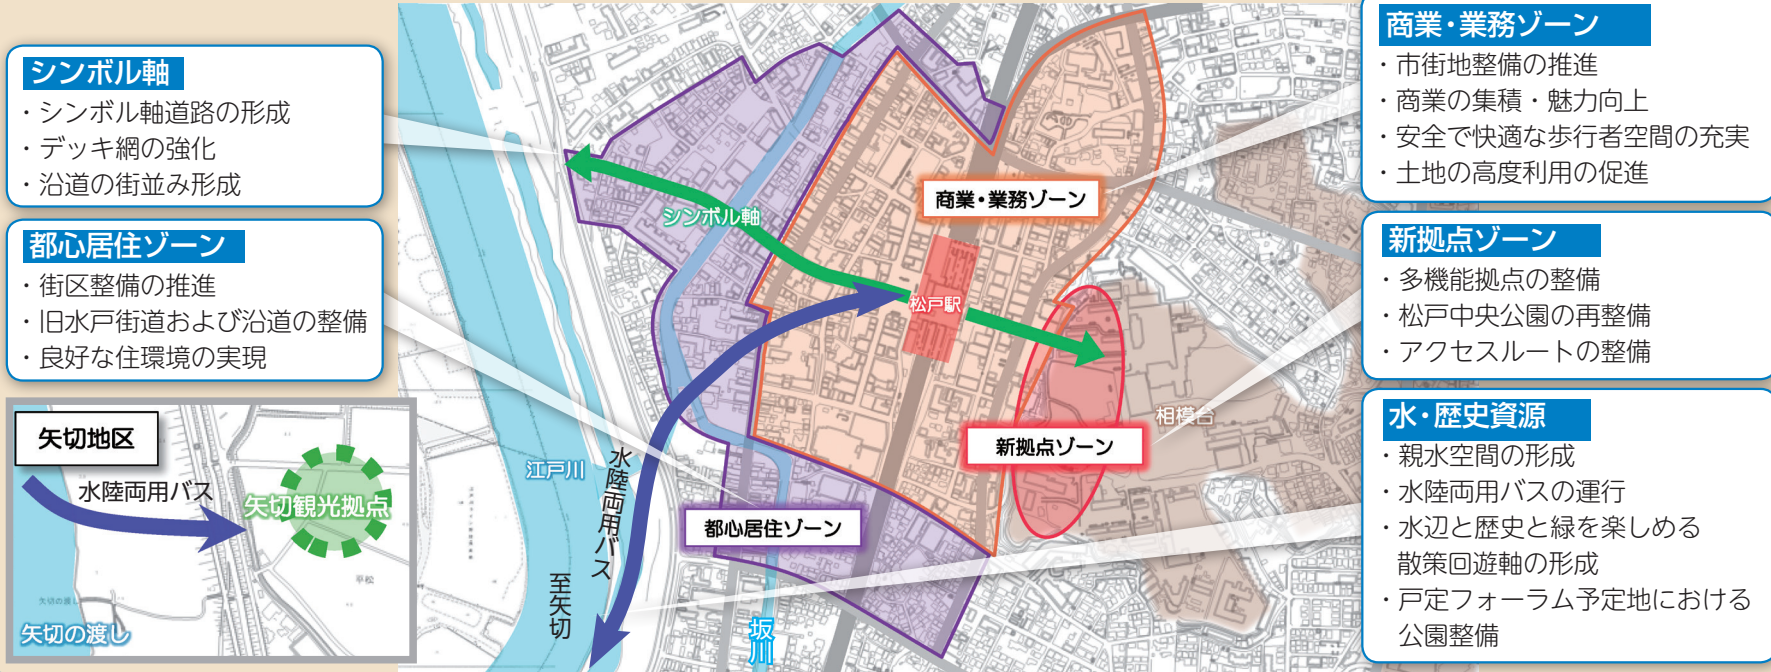 シンボル軸
・シンボル軸道路の形成
・デッキ網の強化
・沿道の街並み形成
都心居住ゾーン
・街区整備の推進
・旧水戸街道および沿道の整備
・良好な住環境の実現
矢切地区
水陸両用バス
矢切観光拠点
平松
矢切の渡し
矢切の渡し
シンボル軸
商業・業務ゾーン
松戸駅
相模台
新拠点ゾーン
江戸川
水陸両用バス
都心居住ゾーン
至矢切
坂川
商業・業務ゾーン
・市街地整備の推進
・商業の集積・魅力向上
・安全で快適な歩行者空間の充実
・土地の高度利用の促進
新拠点ゾーン
・多機能拠点の整備
・松戸中央公園の再整備
・アクセスルートの整備
水・歴史資源
・親水空間の形成
・水陸両用バスの運行
・水辺と歴史と緑を楽しめる
散策回遊軸の形成
・戸定フォーラム予定地における
公園整備